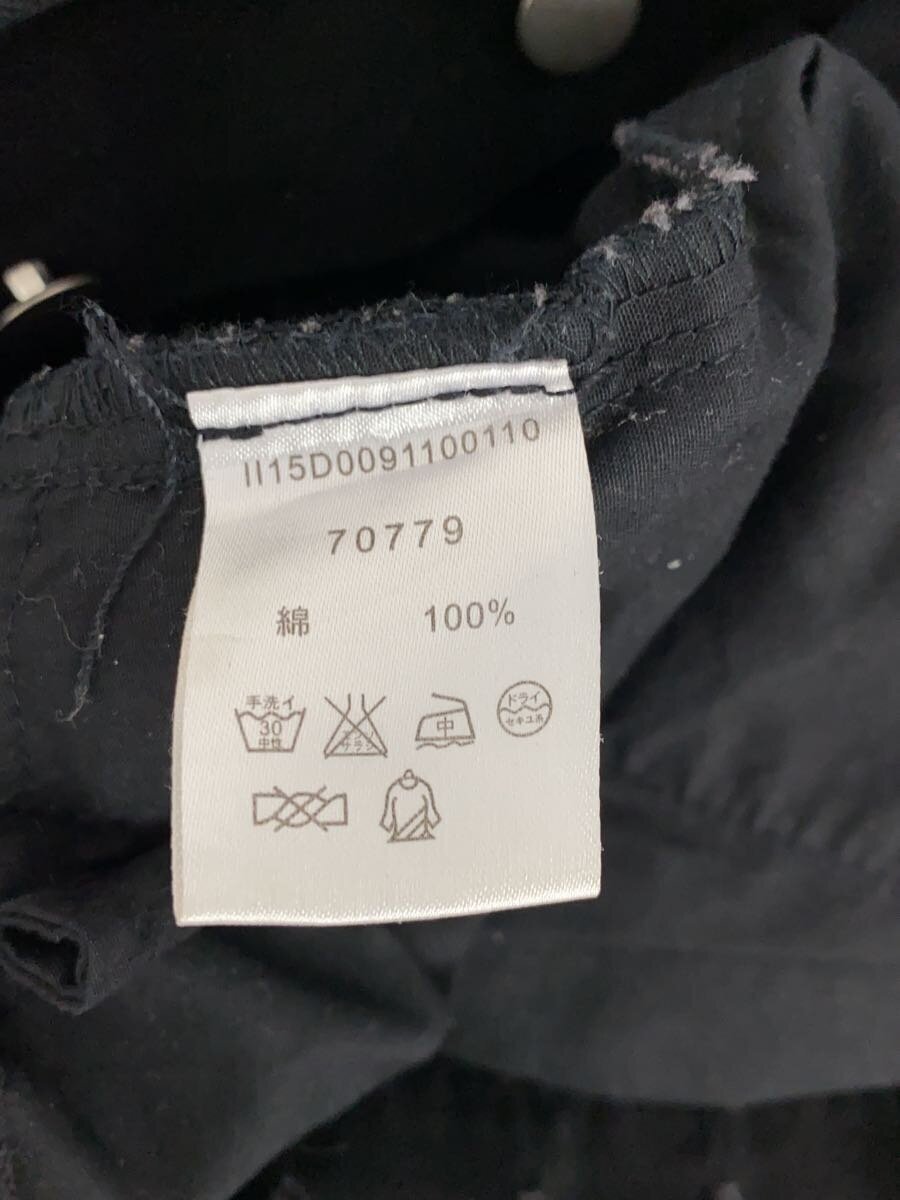 II15D0091100110
70779
綿 100%
手洗イ
30
中性
エンソ
サラシ
中
ドライ
セキユ系